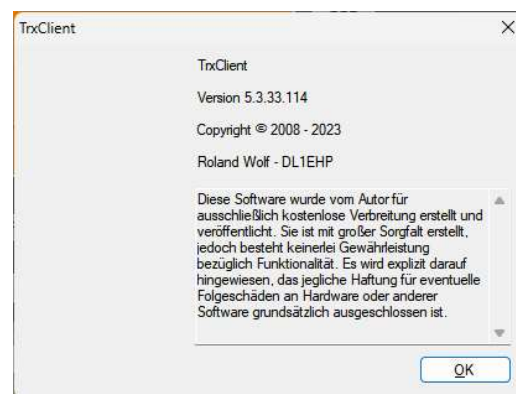 TrxClient
TrxClient
Version 5.3.33.114
Copyright © 2008 - 2023
Roland Wolf - DL1EHP
Diese Software wurde vom Autor für
ausschließlich kostenlose Verbreitung erstellt und
veröffentlicht. Sie ist mit großer Sorgfalt erstellt,
jedoch besteht keinerlei Gewährleistung
bezüglich Funktionalität. Es wird explizit darauf
hingewiesen, das jegliche Haftung für eventuelle
Folgeschäden an Hardware oder anderer
Software grundsätzlich ausgeschlossen ist.
OK